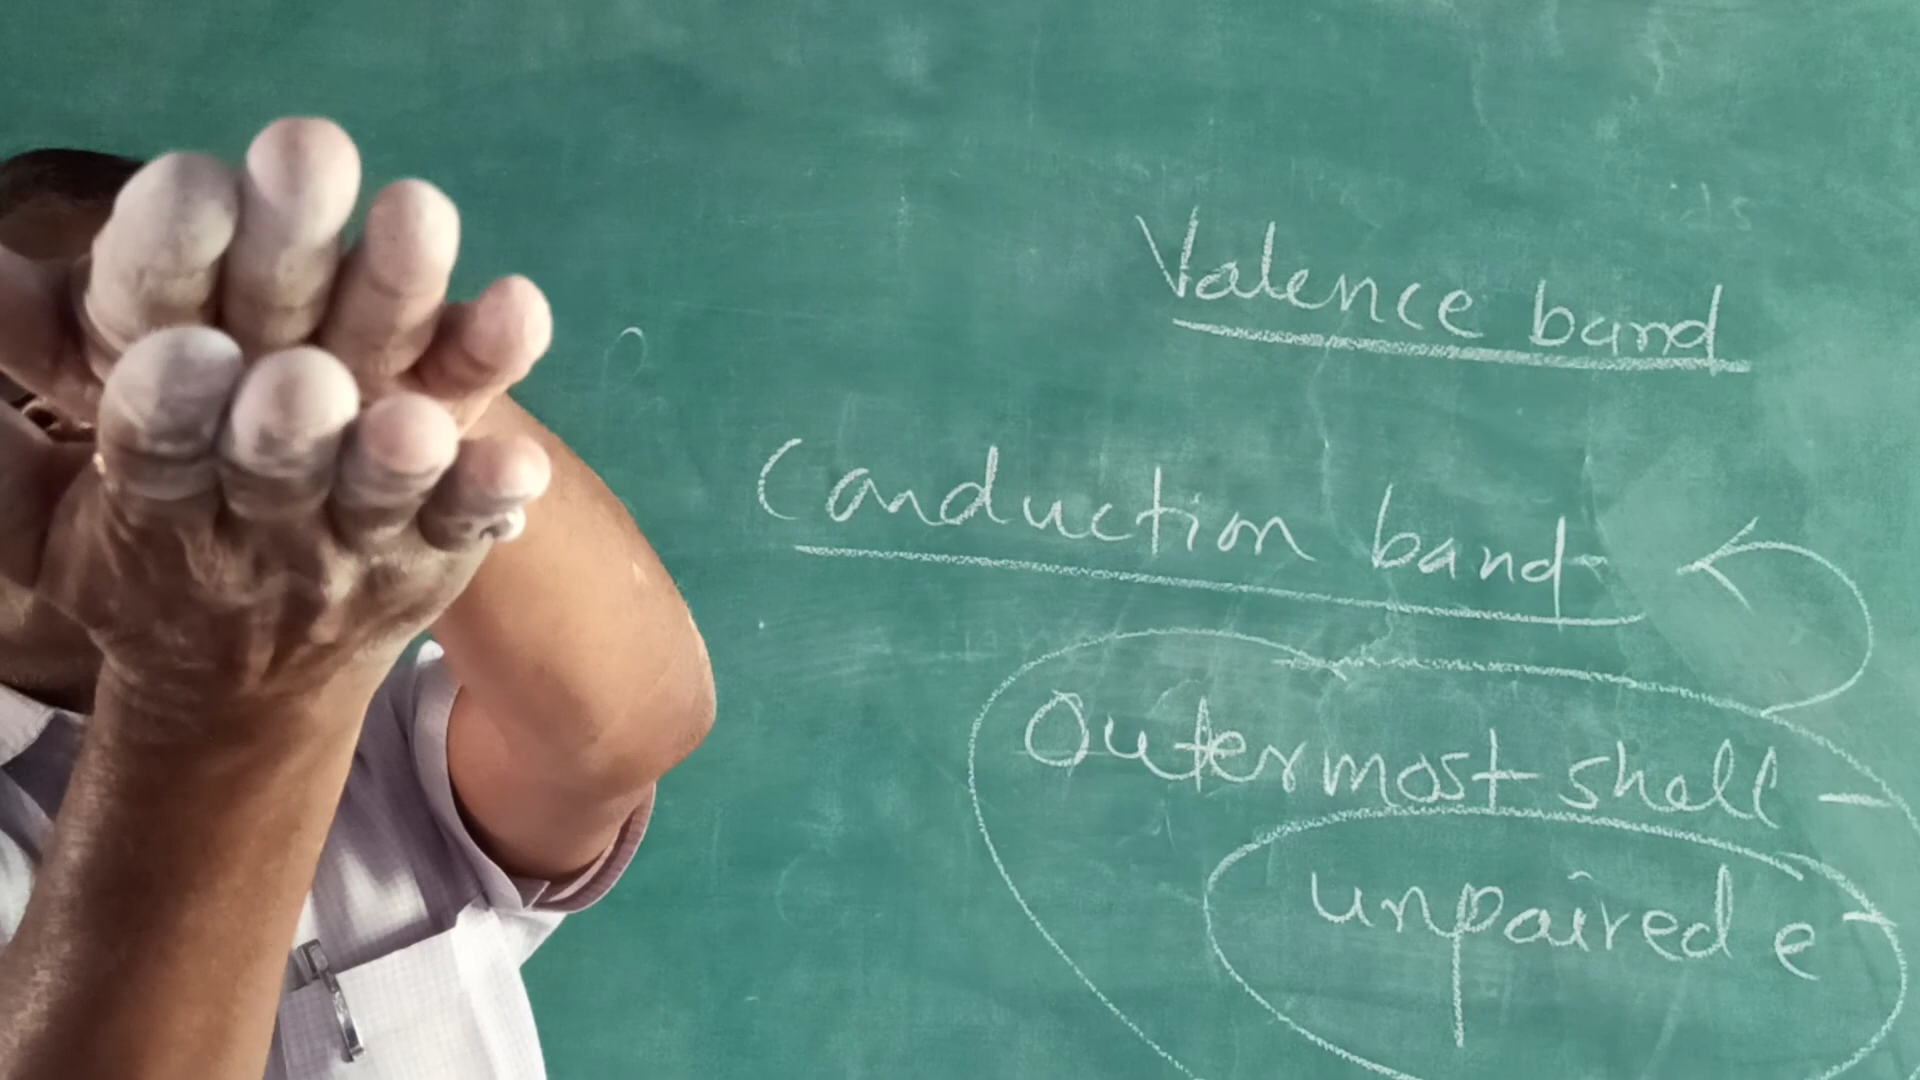 Valence band
Conduction band
Outermost shell -
unpaired e-